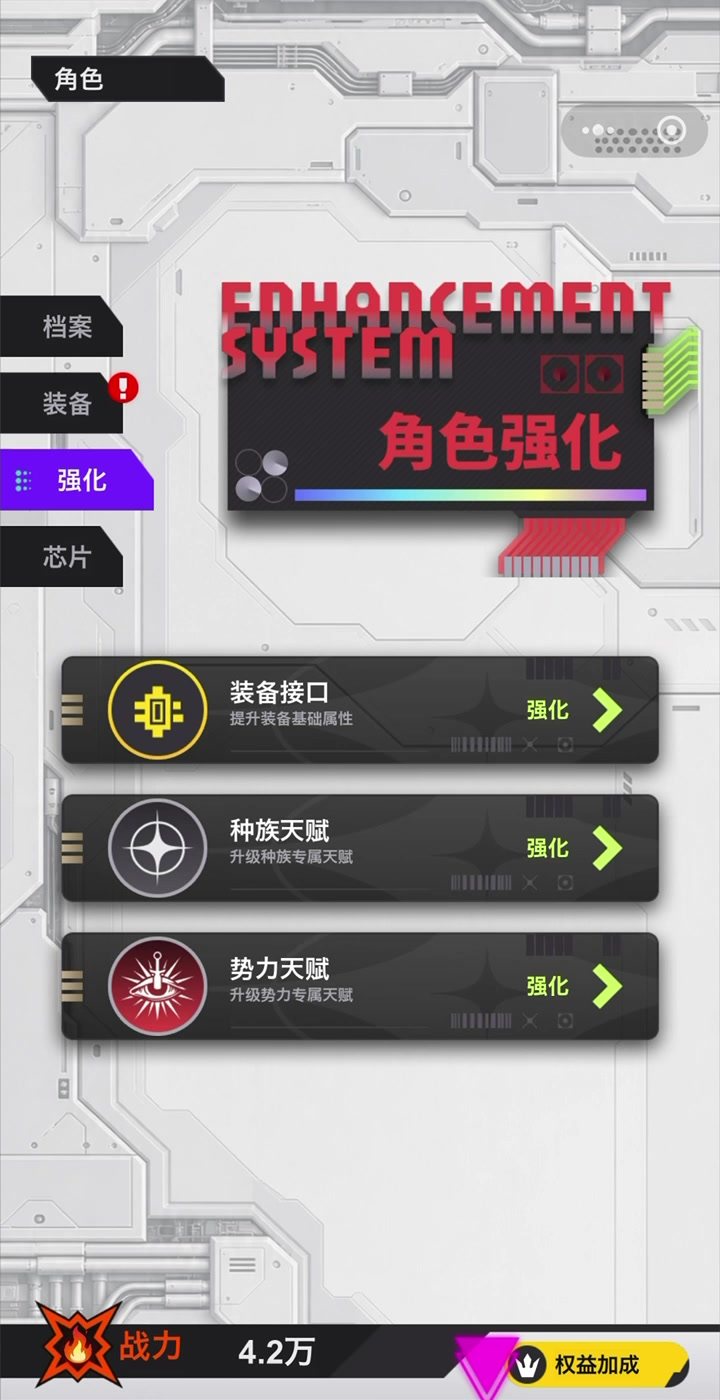 角色
ENHANCEMENT
SYSTEM
角色强化
档案
装备
强化
芯片
装备接口
提升装备基础属性
强化
种族天赋
升级种族专属天赋
强化
势力天赋
升级势力专属天赋
强化
战力
4.2万
权益加成